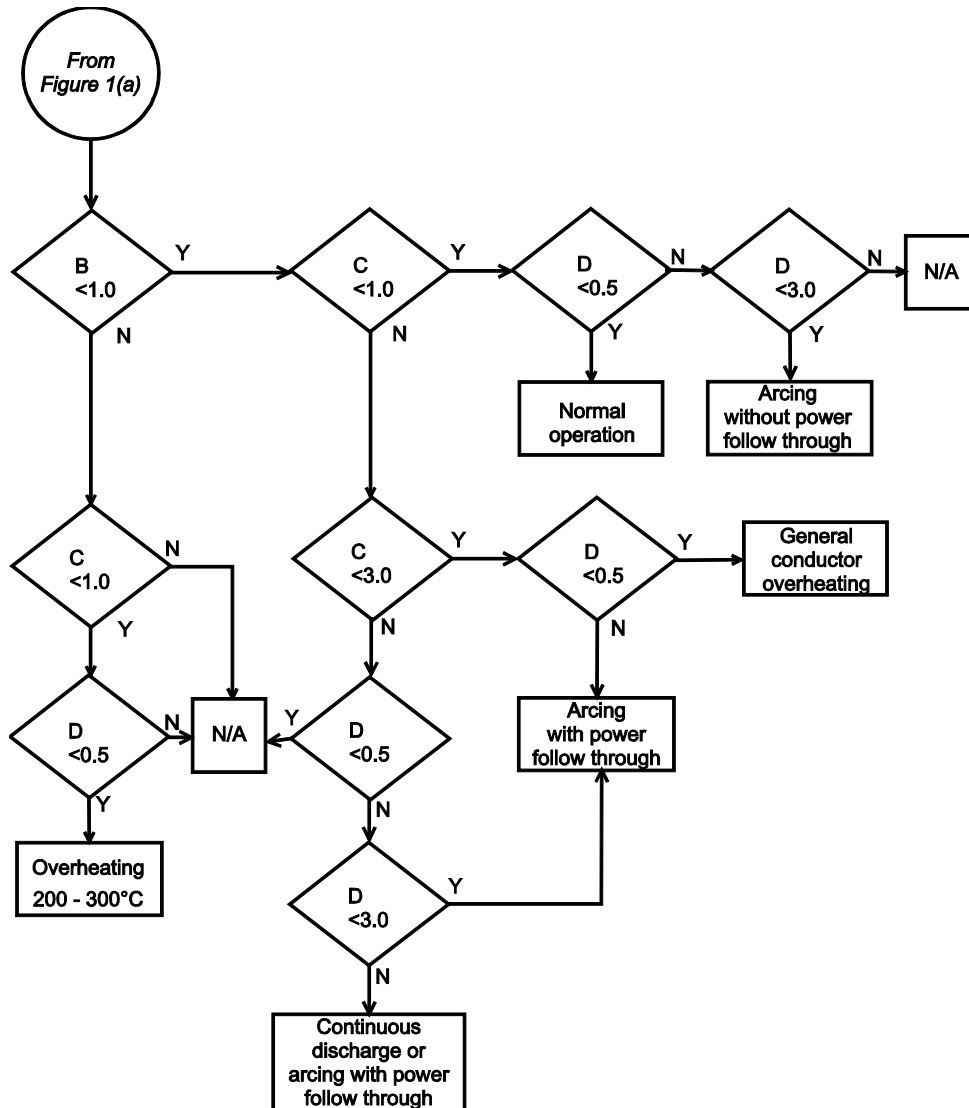 From
Figure 1(a)
B
<1.0
Y
N
C
<1.0
Y
N
D
<0.5
N
Y
D
<3.0
N
Y
N/A
Normal
operation
Arcing
without power
follow through
C
<1.0
N
Y
C
<3.0
Y
N
D
<0.5
Y
N
General
conductor
overheating
D
<0.5
N
Y
N/A
Y
D
<0.5
N
Arcing
with power
follow through
Overheating
200 - 300°C
D
<3.0
Y
N
Continuous
discharge or
arcing with power
follow through